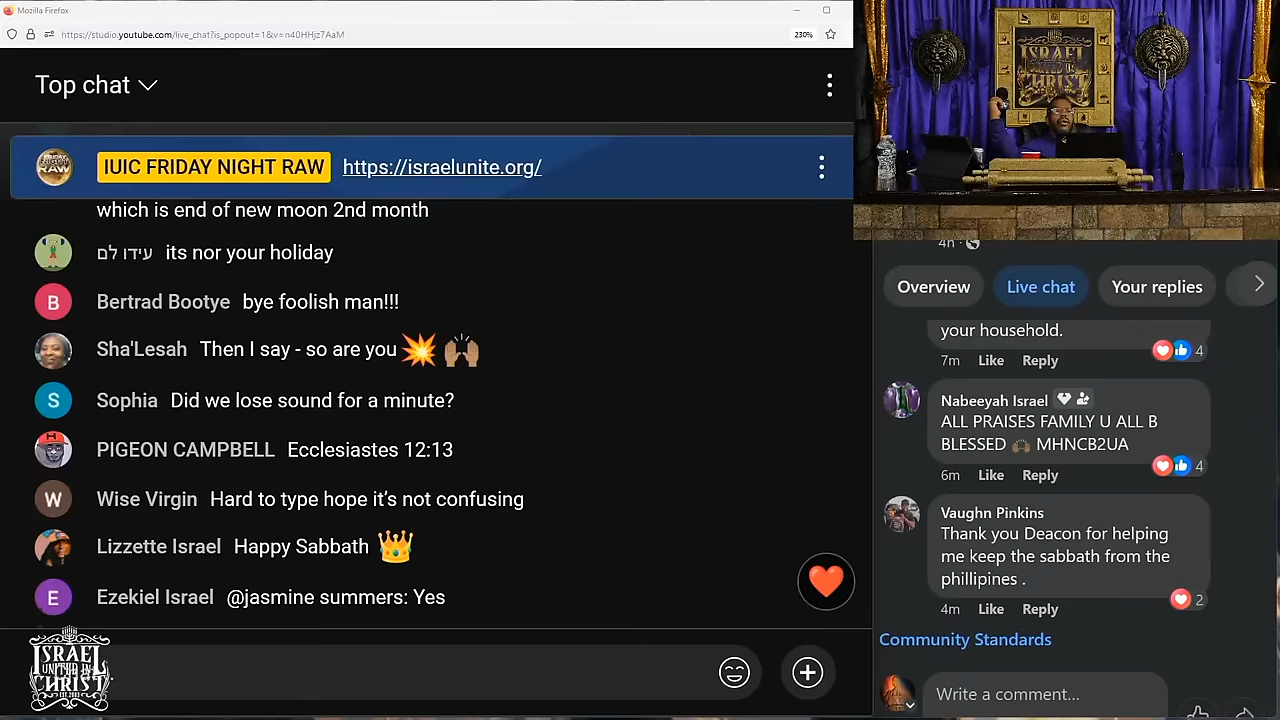 Mozilla Firefox
https://studio.youtube.com/live_chat?is_popout=1&v=n40HHjz7AaM
230%
Top chat
IUIC FRIDAY NIGHT RAW https://israelunite.org/
which is end of new moon 2nd month
עידו לם its nor your holiday
B Bertrad Bootye bye foolish man!!!
Sha'Lesah Then I say - so are you 💥 🙌🏽
S Sophia Did we lose sound for a minute?
PIGEON CAMPBELL Ecclesiastes 12:13
W Wise Virgin Hard to type hope it’s not confusing
Lizzette Israel Happy Sabbath 👑
E Ezekiel Israel @jasmine summers: Yes
ISRAEL
UNITED IN
CHRIST
EST. 2003
ISRAEL
UNITED IN
CHRIST
4h ·
Overview Live chat Your replies
your household.
4
7m Like Reply
Nabeeyah Israel
ALL PRAISES FAMILY U ALL B
BLESSED 🙌🏽 MHNCB2UA
4
6m Like Reply
Vaughn Pinkins
Thank you Deacon for helping
me keep the sabbath from the
phillipines .
2
4m Like Reply
Community Standards
Write a comment…